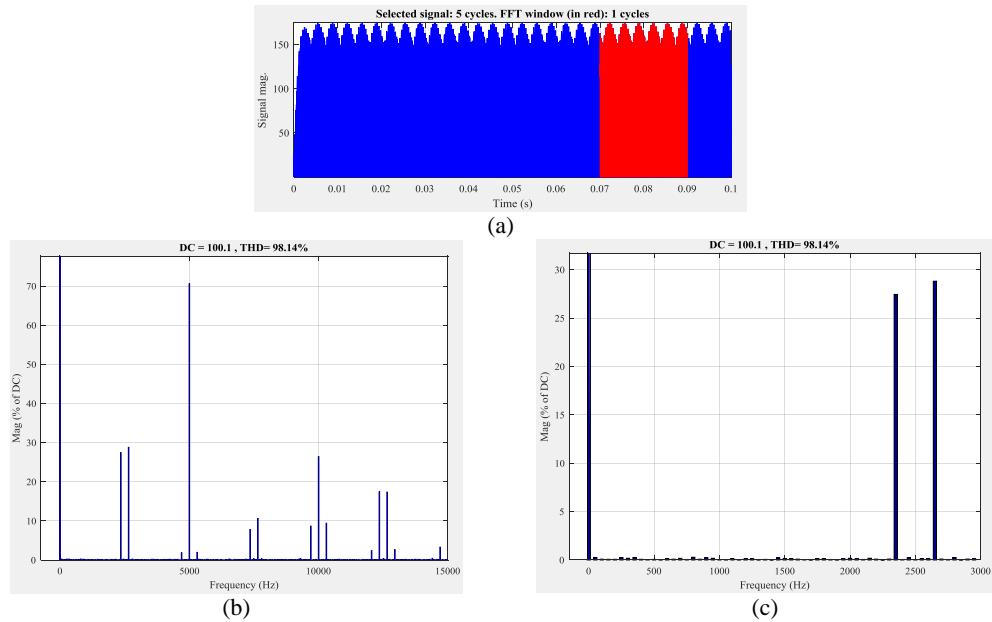 Selected signal: 5 cycles. FFT window (in red): 1 cycles
150
100
50
Signal mag.
0 0.01 0.02 0.03 0.04 0.05 0.06 0.07 0.08 0.09 0.1
Time (s)
(a)
DC = 100.1 , THD= 98.14%
70
60
50
40
30
20
10
0
Mag (% of DC)
0 5000 10000 15000
Frequency (Hz)
(b)
DC = 100.1 , THD= 98.14%
30
25
20
15
10
5
0
Mag (% of DC)
0 500 1000 1500 2000 2500 3000
Frequency (Hz)
(c)